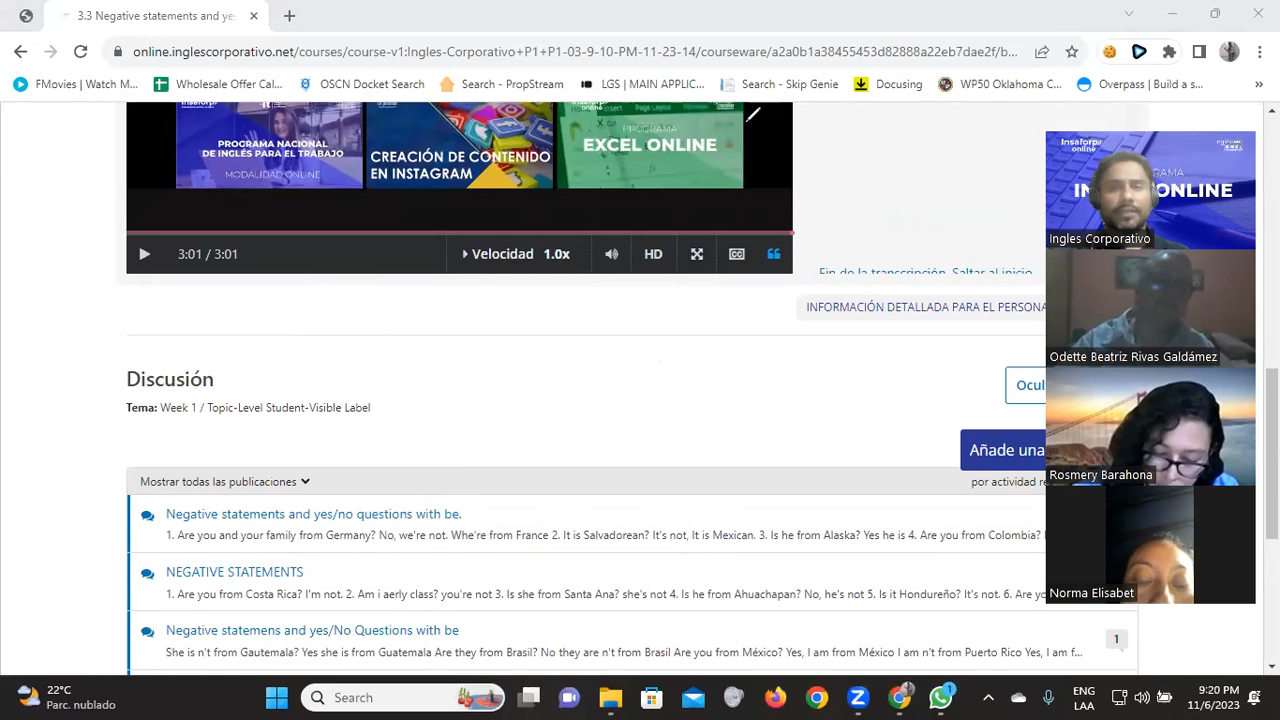 3.3 Negative statements and ye
online.inglescorporativo.net/courses/course-v1:Ingles-Corporativo+P1+P1-03-9-10-PM-11-23-14/courseware/a2a0b1a38455453d82888a22eb7dae2f/b...
FMovies | Watch M...
Wholesale Offer Cal...
OSCN Docket Search
Search - PropStream
LGS | MAIN APPLIC...
Search - Skip Genie
Docusing
WP50 Oklahoma C...
Overpass | Build a s...
»
PROGRAMA NACIONAL
DE INGLÉS PARA EL TRABAJO
MODALIDAD ONLINE
CREACIÓN DE CONTENIDO
EN INSTAGRAM
PROGRAMA
EXCEL ONLINE
3:01 / 3:01
Velocidad 1.0x
HD
Fin de la transcripción. Saltar al inicio.
INFORMACIÓN DETALLADA PARA EL PERSONA
Discusión
Tema: Week 1 / Topic-Level Student-Visible Label
Ocul
Añade una
Mostrar todas las publicaciones
por actividad re
Negative statements and yes/no questions with be.
1. Are you and your family from Germany? No, we're not. Whe're from France 2. It is Salvadorean? It's not, It is Mexican. 3. Is he from Alaska? Yes he is 4. Are you from Colombia?
NEGATIVE STATEMENTS
1. Are you from Costa Rica? I'm not. 2. Am i aerly class? you're not 3. Is she from Santa Ana? she's not 4. Is he from Ahuachapan? No, he's not 5. Is it Hondureño? It's not. 6. Are yo
Negative statemens and yes/No Questions with be
1
She is n't from Gautemala? Yes she is from Guatemala Are they from Brasil? No they are n't from Brasil Are you from México? Yes, I am from México I am n't from Puerto Rico Yes, I am f...
ONLINE
Ingles Corporativo
Odette Beatriz Rivas Galdámez
Rosmery Barahona
Norma Elisabet
22°C
Parc. nublado
Search
1
ENG
LAA
9:20 PM
11/6/2023